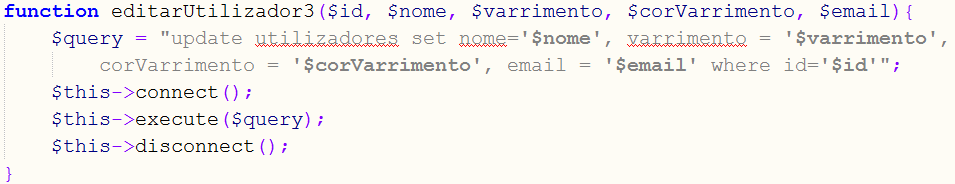 function editarUtilizador3($id, $nome, $varrimento, $corVarrimento, $email){
$query = "update utilizadores set nome='$nome', varrimento = '$varrimento',
corVarrimento = '$corVarrimento', email = '$email' where id='$id'";
$this->connect();
$this->execute($query);
$this->disconnect();
}